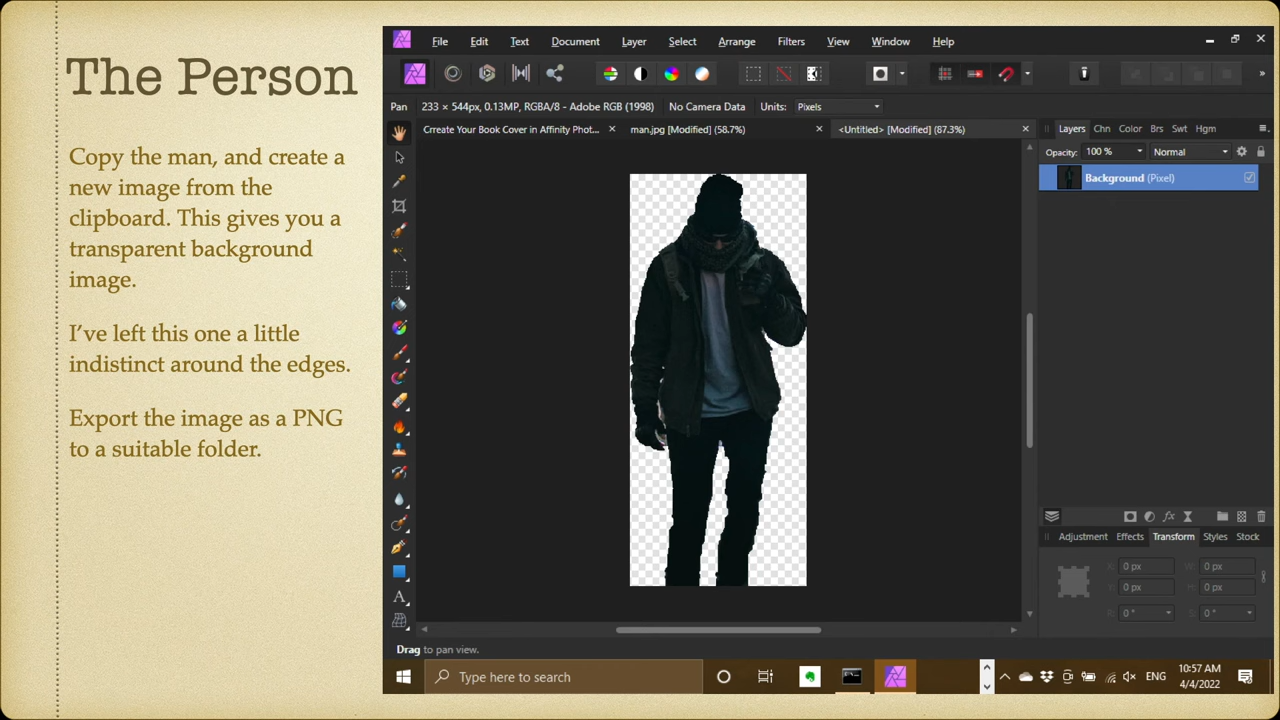 The Person
Copy the man, and create a
new image from the
clipboard. This gives you a
transparent background
image.
I've left this one a little
indistinct around the edges.
Export the image as a PNG
to a suitable folder.
File Edit Text Document Layer Select Arrange Filters View Window Help
Pan 233 × 544px, 0.13MP, RGBA/8 - Adobe RGB (1998) No Camera Data Units: Pixels
Crreate Your Book Cover in Affinity Phot... man.jpg [Modified] (58.7%) <Untitled> [Modified] (87.3%)
Layers Chn Color Brs Swt Hgm
Opacity: 100 % Normal
Background (Pixel)
Adjustment Effects Transform Styles Stock
X: 0 px W: 0 px
Y: 0 px H: 0 px
R: 0 ° S: 0 °
Drag to pan view.
Type here to search
ENG
10:57 AM
4/4/2022